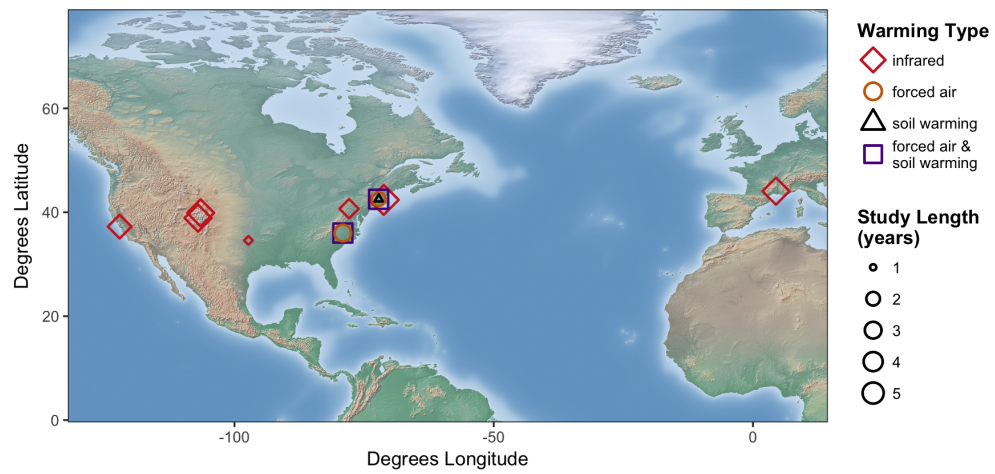 Degrees Latitude
60
40
20
0
-100
-50
0
Degrees Longitude
Warming Type
infrared
forced air
soil warming
forced air &
soil warming
Study Length
(years)
1
2
3
4
5